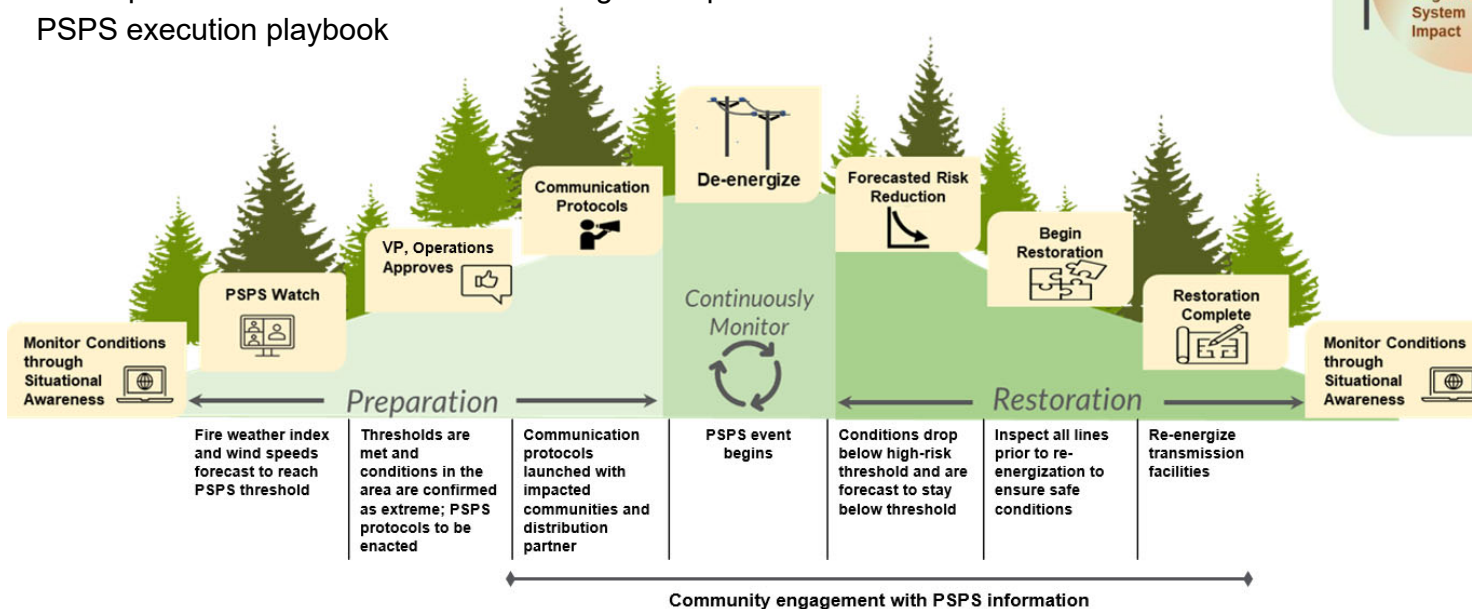 PSPS execution playbook
System
Impact
De-energize
Communication
Protocols
Forecasted Risk
Reduction
VP, Operations
Approves
Begin
Restoration
PSPS Watch
Continuously
Monitor
Restoration
Complete
Monitor Conditions
through
Situational
Awareness
Monitor Conditions
through
Situational
Awareness
Preparation
Restoration
Fire weather index
and wind speeds
forecast to reach
PSPS threshold
Thresholds are
met and
conditions in the
area are confirmed
as extreme; PSPS
protocols to be
enacted
Communication
protocols
launched with
impacted
communities and
distribution
partner
PSPS event
begins
Conditions drop
below high-risk
threshold and are
forecast to stay
below threshold
Inspect all lines
prior to re-
energization to
ensure safe
conditions
Re-energize
transmission
facilities
Community engagement with PSPS information